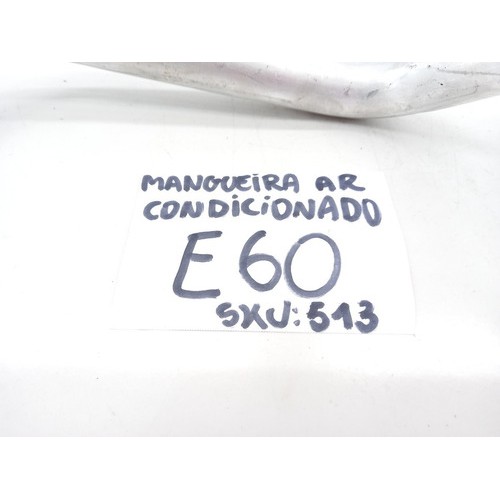 MANGUEIRA AR
CONDICIONADO
E60
SKU:513